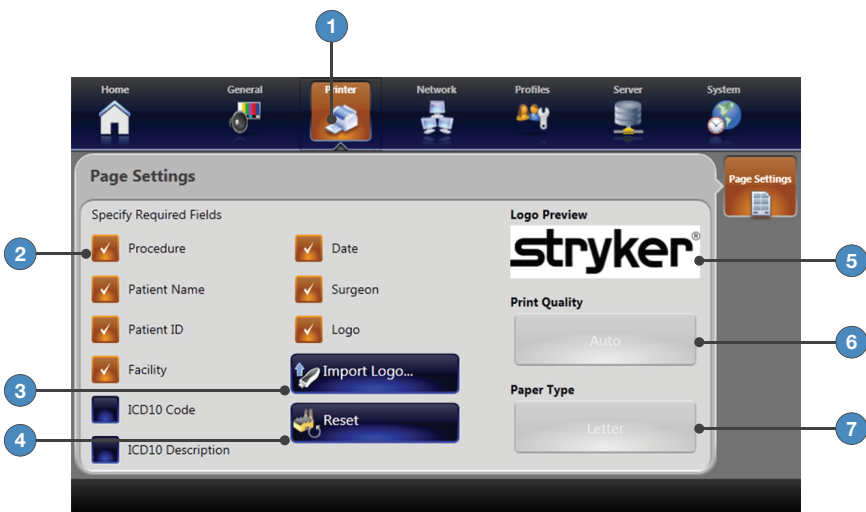 1
Home
General
Printer
Network
Profiles
Server
System
Page Settings
Page Settings
Specify Required Fields
Logo Preview
2
Procedure
Date
stryker®
5
Patient Name
Surgeon
Print Quality
Patient ID
Logo
Auto
6
Facility
3
Import Logo...
Paper Type
ICD10 Code
4
Reset
Letter
7
ICD10 Description